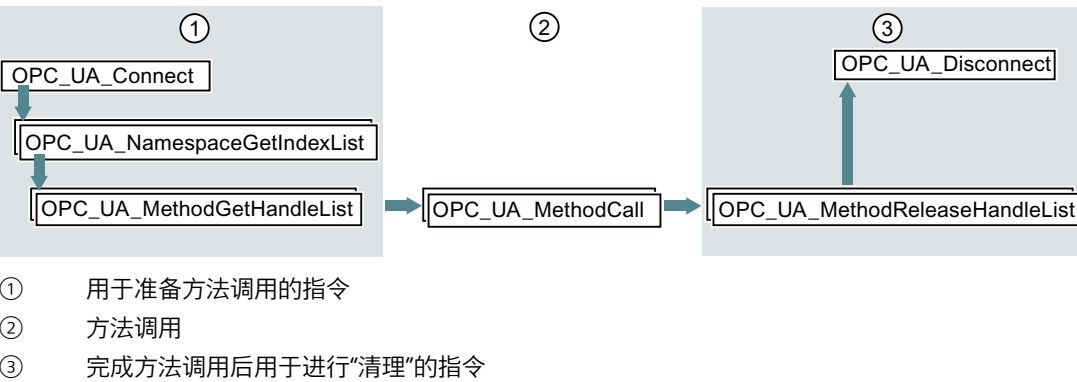 ① ② ③
OPC_UA_Connect
OPC_UA_Disconnect
OPC_UA_NamespaceGetIndexList
OPC_UA_MethodGetHandleList
OPC_UA_MethodCall
OPC_UA_MethodReleaseHandleList
① 用于准备方法调用的指令
② 方法调用
③ 完成方法调用后用于进行“清理”的指令